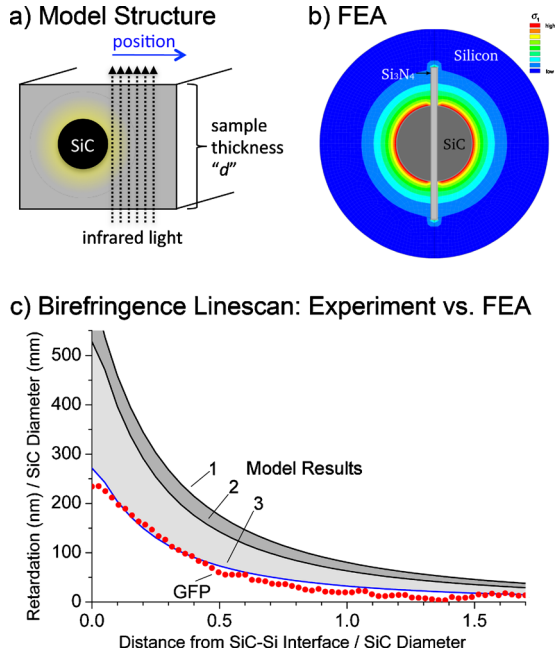 a) Model Structure
position
SiC
sample
thickness
“d”
infrared light
b) FEA
σt
high
low
Silicon
Si3N4
SiC
c) Birefringence Linescan: Experiment vs. FEA
Retardation (nm) / SiC Diameter (mm)
500
400
300
200
100
0
1
Model Results
2
3
GFP
0.0 0.5 1.0 1.5
Distance from SiC-Si Interface / SiC Diameter